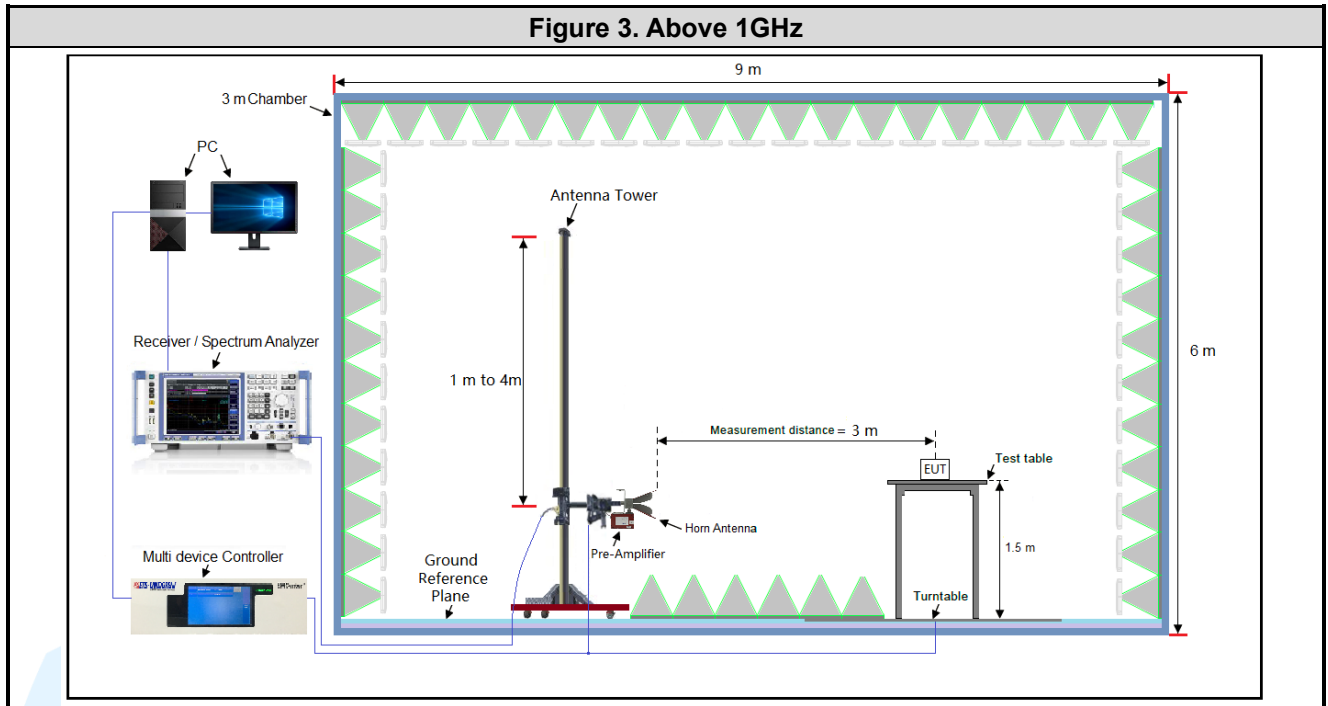 Figure 3. Above 1GHz
9 m
3 m Chamber
PC
Antenna Tower
Receiver / Spectrum Analyzer
6 m
1 m to 4m
Measurement distance = 3 m
EUT
Test table
Horn Antenna
Pre-Amplifier
1.5 m
Multi device Controller
Ground
Reference
Plane
Turntable